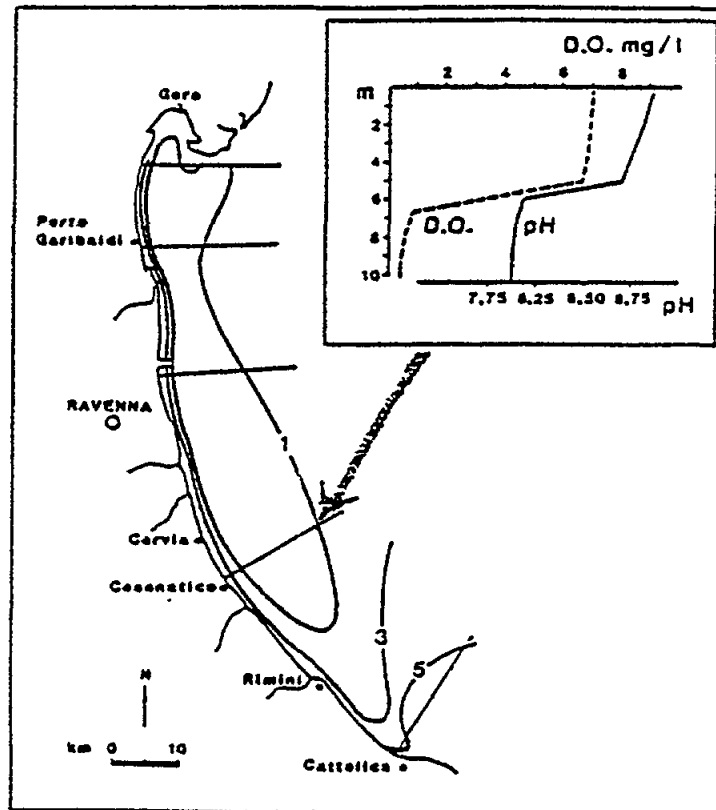 D.O. mg/l
2 4 6 8
m
2
4
6
8
10
D.O. pH
7,75 8,25 8,50 8,75 pH
Goro
Porto
Garibaldi
RAVENNA
1
Cervia
Cesenatico
3
5
Rimini
N
km 0 10
Cattolica